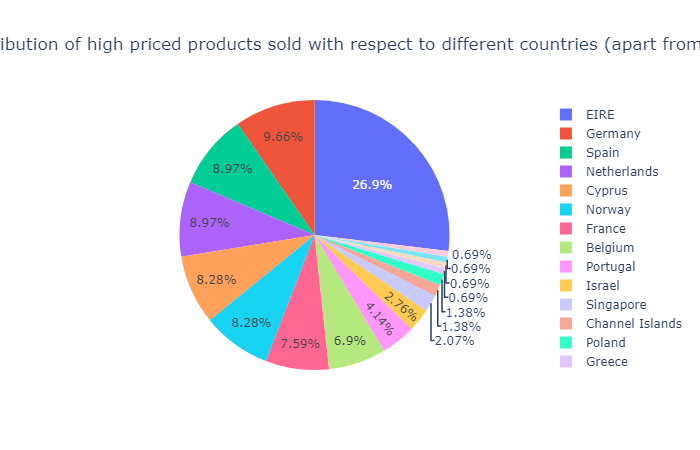 ribution of high priced products sold with respect to different countries (apart from
9.66%
26.9%
8.97%
8.97%
8.28%
8.28%
7.59%
6.9%
4.14%
2.76%
0.69%
0.69%
0.69%
0.69%
1.38%
1.38%
2.07%
EIRE
Germany
Spain
Netherlands
Cyprus
Norway
France
Belgium
Portugal
Israel
Singapore
Channel Islands
Poland
Greece